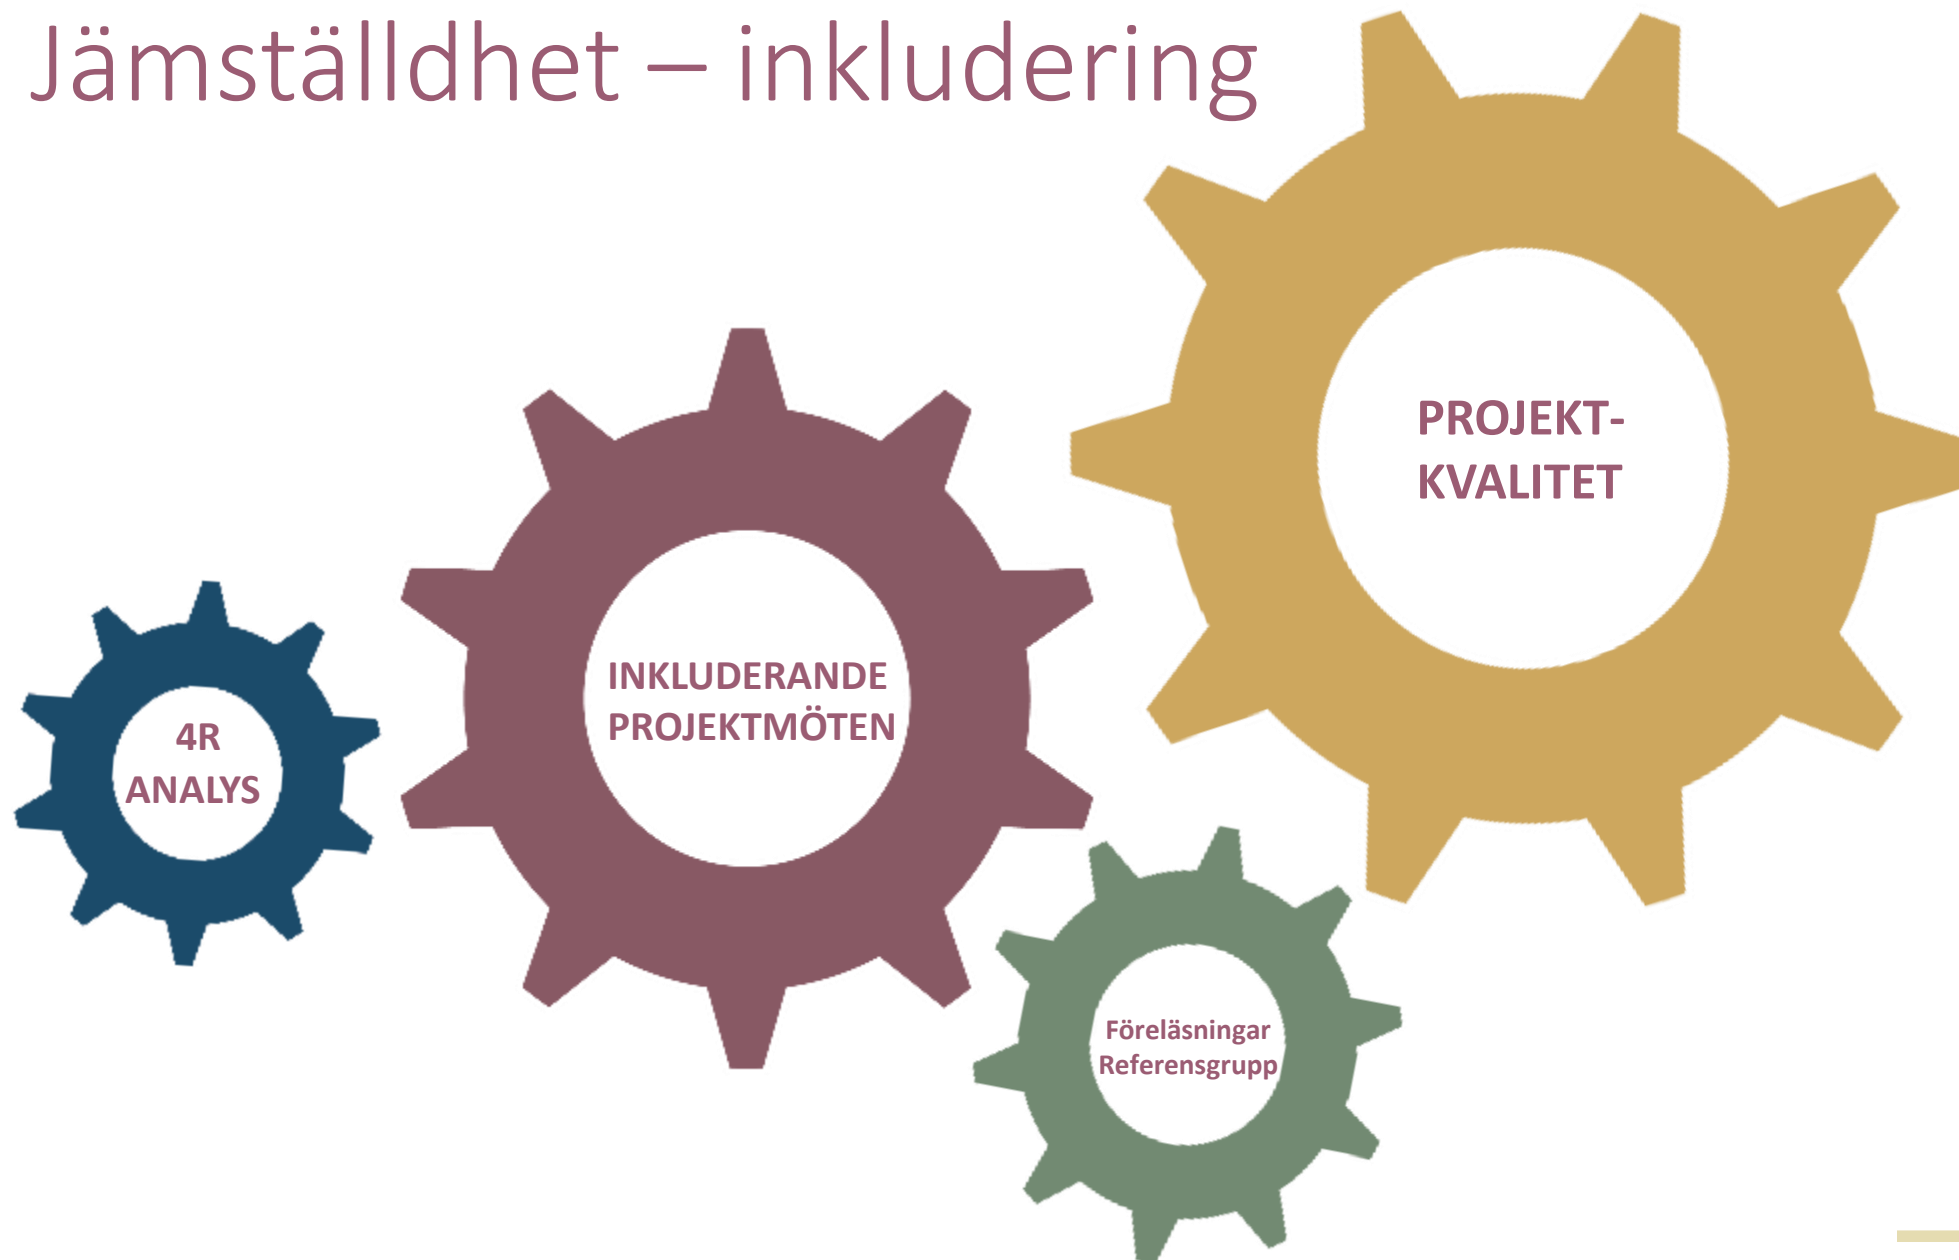 Jämställdhet – inkludering
PROJEKT-
KVALITET
INKLUDERANDE
PROJEKTMÖTEN
4R
ANALYS
Föreläsningar
Referensgrupp